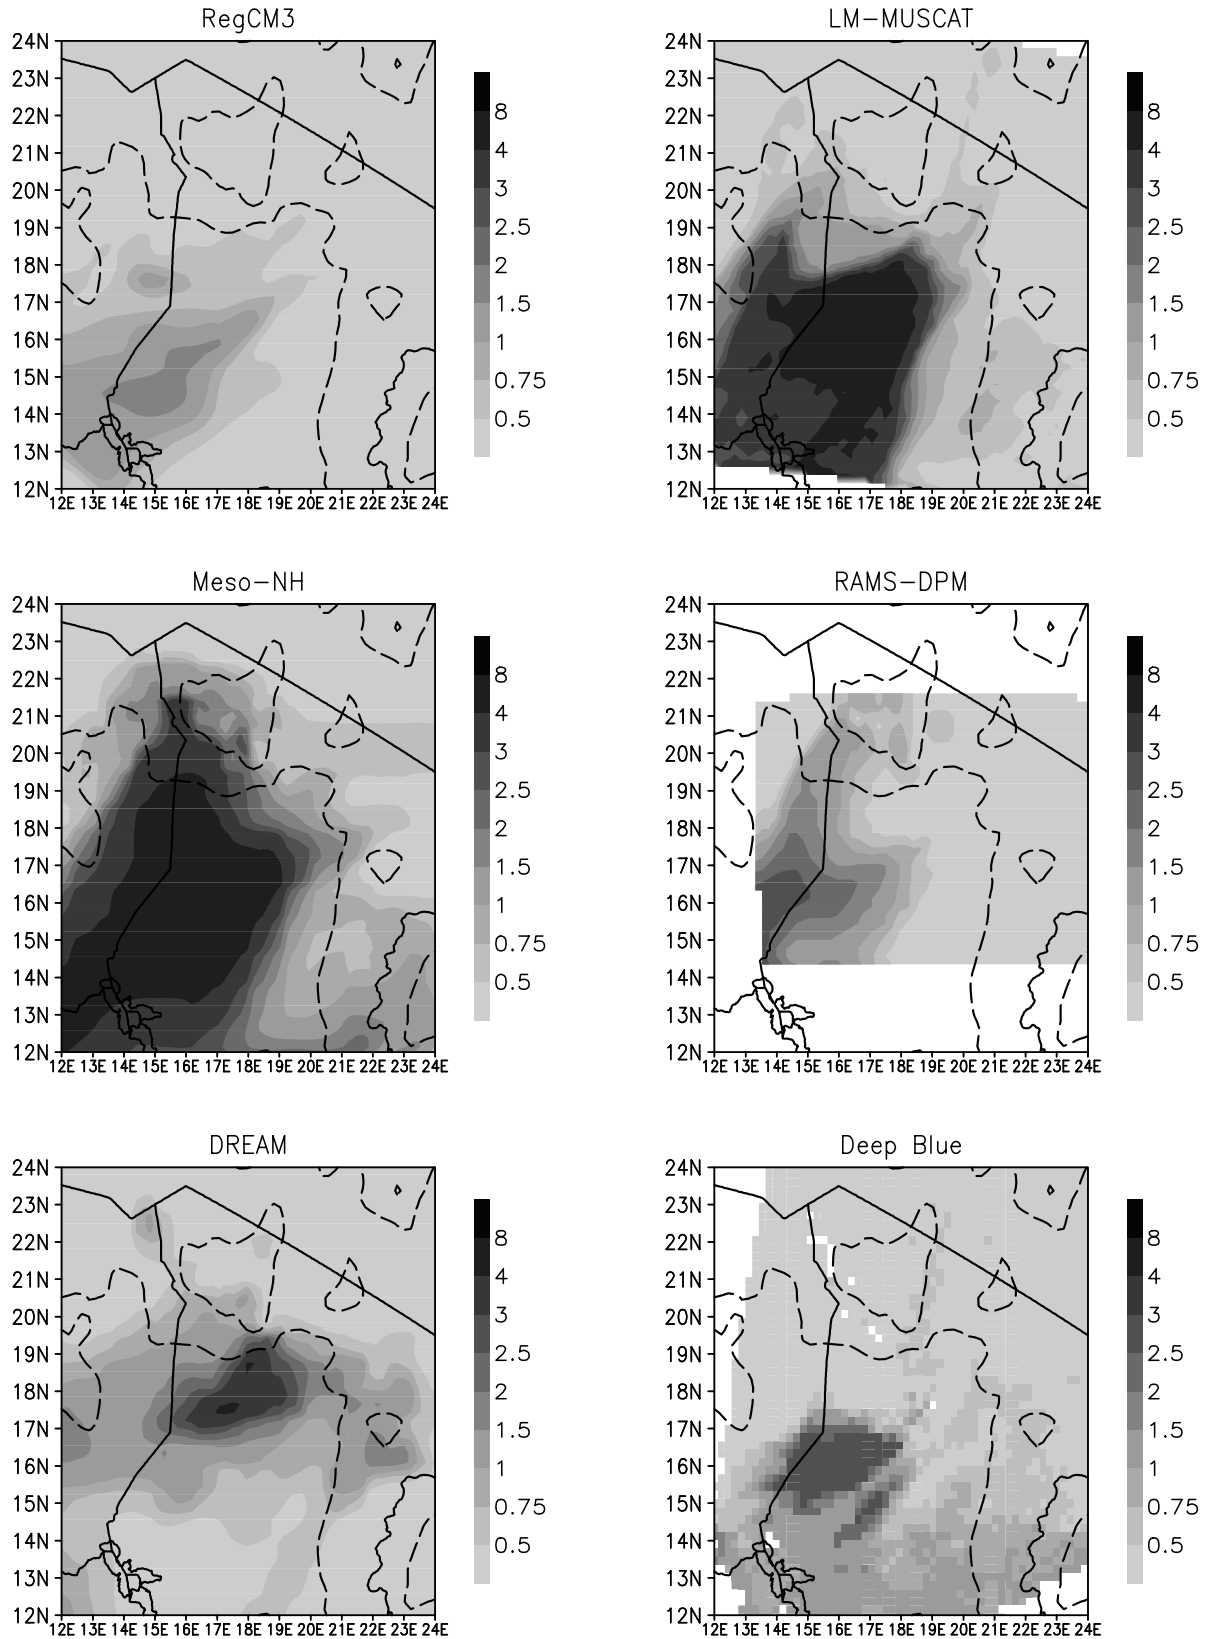 RegCM3
24N
23N
22N
21N
20N
19N
18N
17N
16N
15N
14N
13N
12N
12E 13E 14E 15E 16E 17E 18E 19E 20E 21E 22E 23E 24E
8
4
3
2.5
2
1.5
1
0.75
0.5
LM-MUSCAT
24N
23N
22N
21N
20N
19N
18N
17N
16N
15N
14N
13N
12N
12E 13E 14E 15E 16E 17E 18E 19E 20E 21E 22E 23E 24E
8
4
3
2.5
2
1.5
1
0.75
0.5
Meso-NH
24N
23N
22N
21N
20N
19N
18N
17N
16N
15N
14N
13N
12N
12E 13E 14E 15E 16E 17E 18E 19E 20E 21E 22E 23E 24E
8
4
3
2.5
2
1.5
1
0.75
0.5
RAMS-DPM
24N
23N
22N
21N
20N
19N
18N
17N
16N
15N
14N
13N
12N
12E 13E 14E 15E 16E 17E 18E 19E 20E 21E 22E 23E 24E
8
4
3
2.5
2
1.5
1
0.75
0.5
DREAM
24N
23N
22N
21N
20N
19N
18N
17N
16N
15N
14N
13N
12N
12E 13E 14E 15E 16E 17E 18E 19E 20E 21E 22E 23E 24E
8
4
3
2.5
2
1.5
1
0.75
0.5
Deep Blue
24N
23N
22N
21N
20N
19N
18N
17N
16N
15N
14N
13N
12N
12E 13E 14E 15E 16E 17E 18E 19E 20E 21E 22E 23E 24E
8
4
3
2.5
2
1.5
1
0.75
0.5